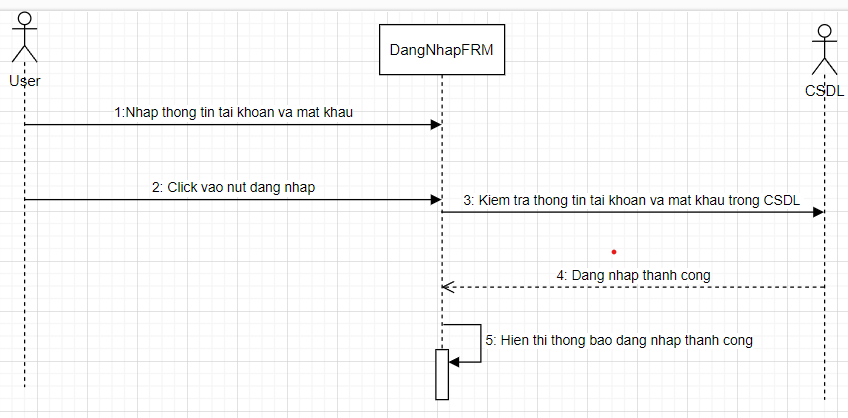 DangNhapFRM
User
CSDL
1:Nhap thong tin tai khoan va mat khau
2: Click vao nut dang nhap
3: Kiem tra thong tin tai khoan va mat khau trong CSDL
4: Dang nhap thanh cong
5: Hien thi thong bao dang nhap thanh cong